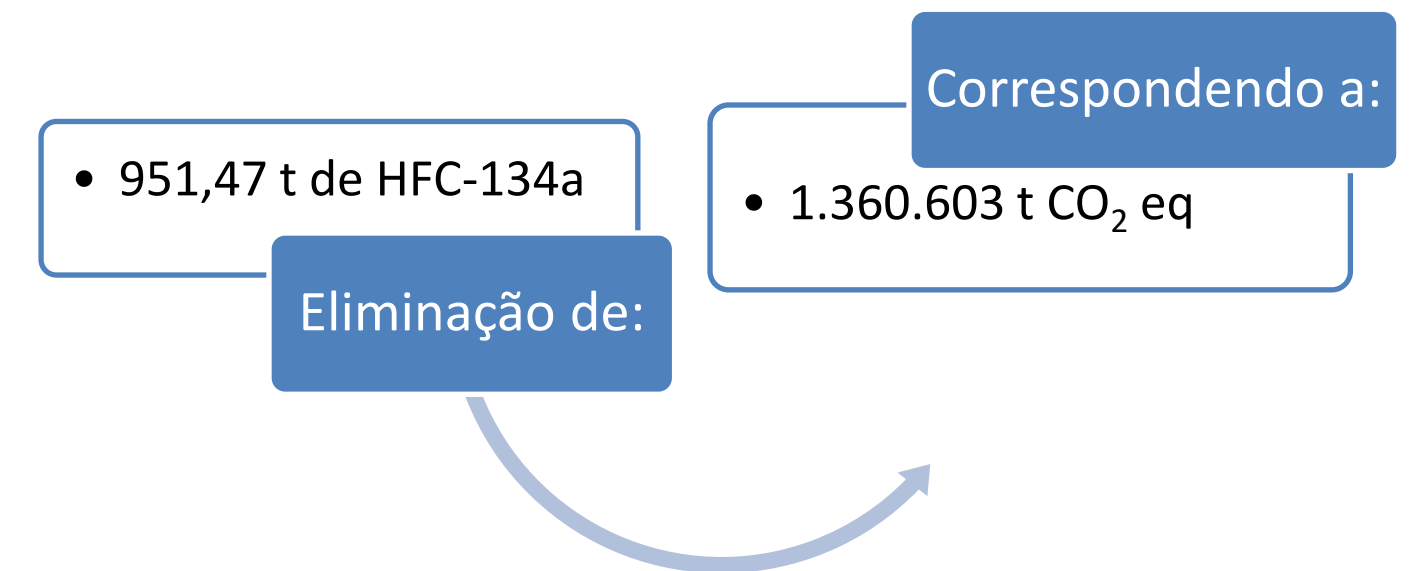 • 951,47 t de HFC-134a
Eliminação de:
Correspondendo a:
• 1.360.603 t CO₂ eq